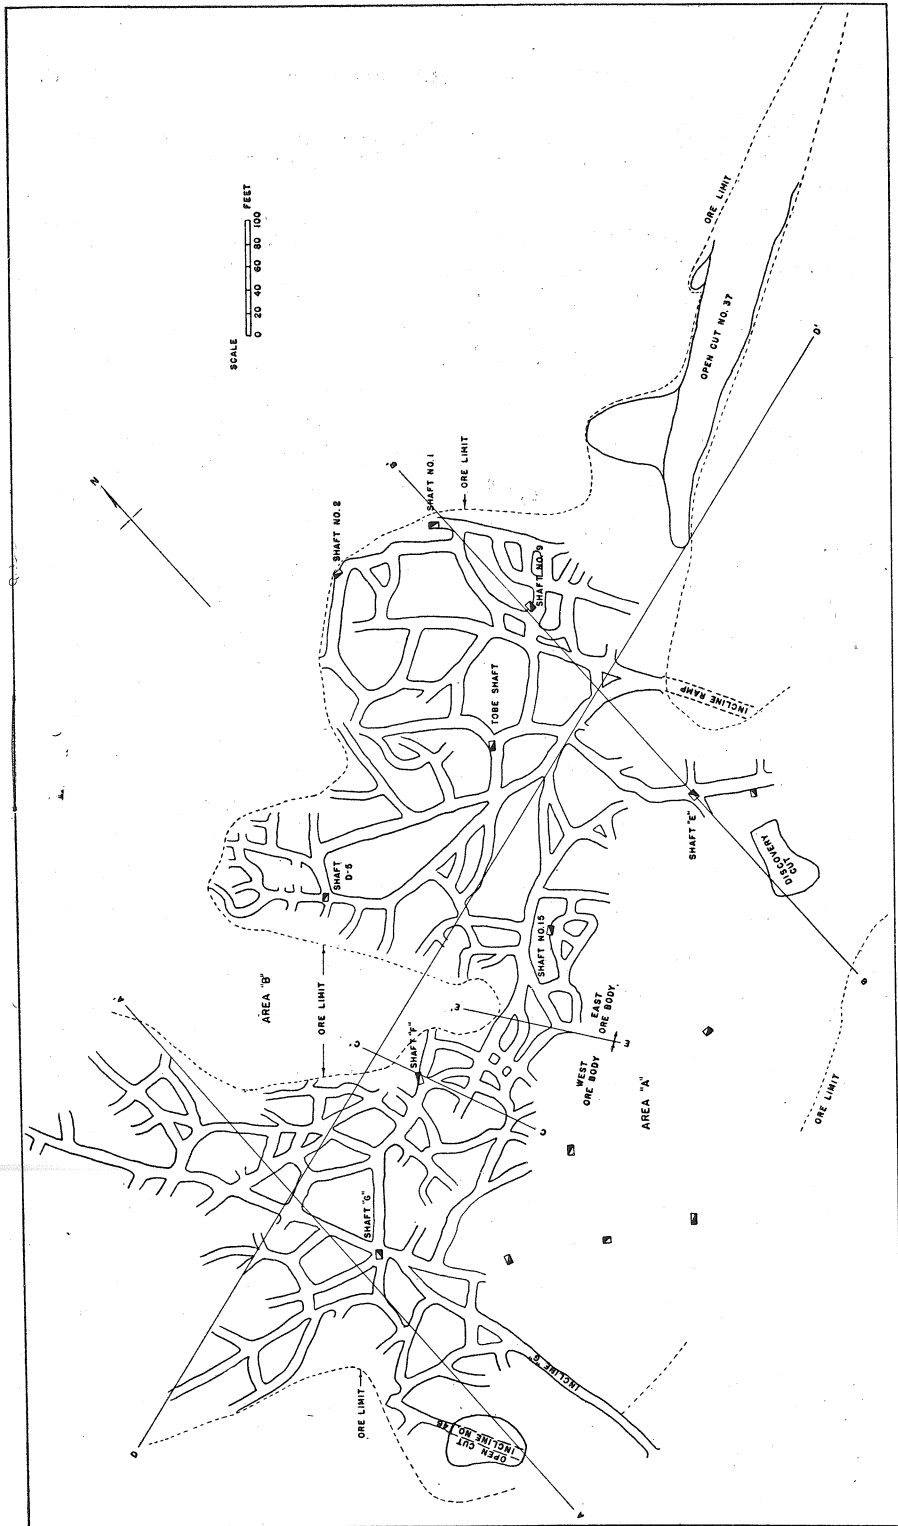 N
SCALE
0 20 40 60 80 100
FEET
ORE LIMIT
OPEN CUT NO. 37
D'
B'
SHAFT NO. 1
ORE LIMIT
SHAFT NO. 2
SHAFT NO. 9
TOBE SHAFT
INCLINE RAMP
SHAFT "E"
DISCOVERY
CUT
SHAFT
D-5
SHAFT NO. 15
B
A'
AREA "B"
ORE LIMIT
C'
SHAFT "F"
E'
EAST
ORE BODY
E
WEST
ORE BODY
AREA "A"
C
ORE LIMIT
SHAFT "G"
INCLINE "G"
ORE LIMIT
D
OPEN CUT
INCLINE NO. 4B
A